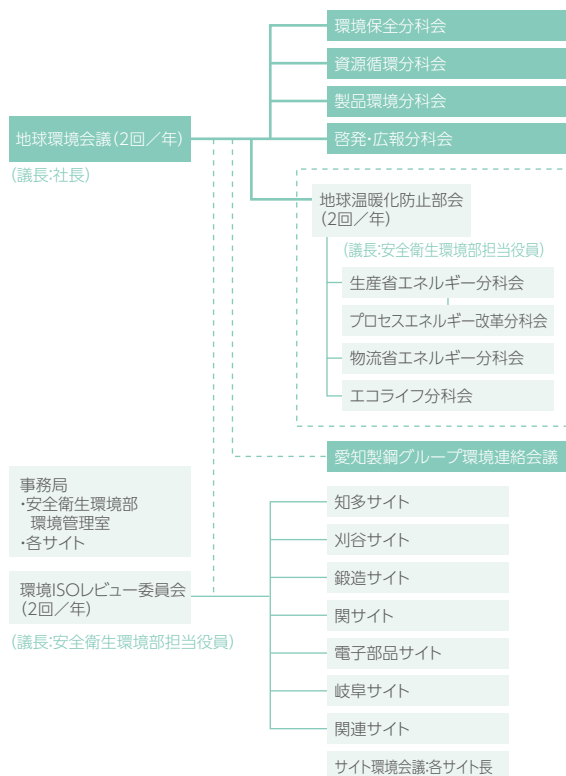 環境保全分科会
資源循環分科会
製品環境分科会
地球環境会議(2回／年)
啓発・広報分科会
(議長:社長)
地球温暖化防止部会
(2回／年)
(議長:安全衛生環境部担当役員)
生産省エネルギー分科会
プロセスエネルギー改革分科会
物流省エネルギー分科会
エコライフ分科会
愛知製鋼グループ環境連絡会議
事務局
・安全衛生環境部
環境管理室
・各サイト
環境ISOレビュー委員会
(2回／年)
(議長:安全衛生環境部担当役員)
知多サイト
刈谷サイト
鍛造サイト
関サイト
電子部品サイト
岐阜サイト
関連サイト
サイト環境会議:各サイト長